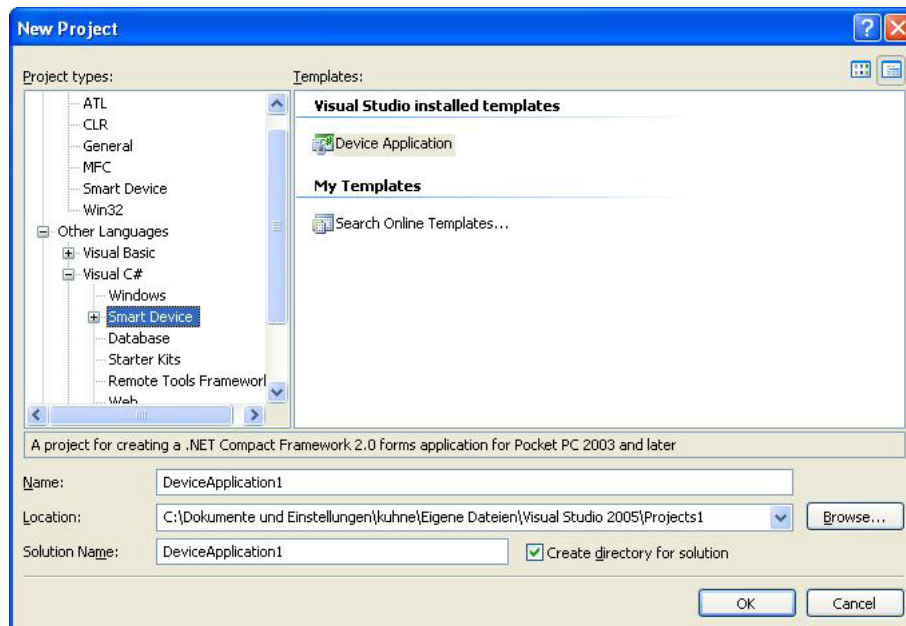 New Project
Project types:
Templates:
ATL
CLR
General
MFC
Smart Device
Win32
Other Languages
Visual Basic
Visual C#
Windows
Smart Device
Database
Starter Kits
Remote Tools Framework
Web
Visual Studio installed templates
Device Application
My Templates
Search Online Templates...
A project for creating a .NET Compact Framework 2.0 forms application for Pocket PC 2003 and later
Name:
DeviceApplication1
Location:
C:\Dokumente und Einstellungen\kuhne\Eigene Dateien\Visual Studio 2005\Projects1
Browse...
Solution Name:
DeviceApplication1
Create directory for solution
OK
Cancel